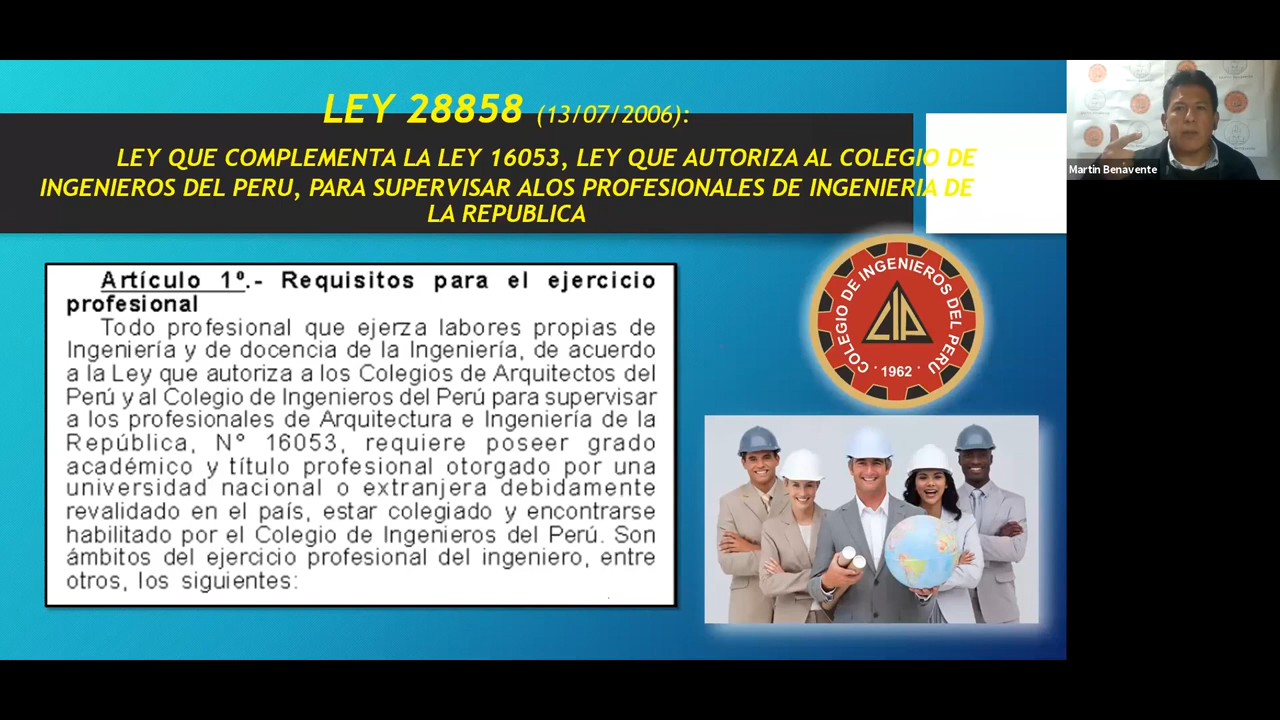 LEY 28858 (13/07/2006):
LEY QUE COMPLEMENTA LA LEY 16053, LEY QUE AUTORIZA AL COLEGIO DE
INGENIEROS DEL PERU, PARA SUPERVISAR ALOS PROFESIONALES DE INGENIERIA DE
LA REPUBLICA
Artículo 1º.- Requisitos para el ejercicio
profesional
Todo profesional que ejerza labores propias de
Ingeniería y de docencia de la Ingeniería, de acuerdo
a la Ley que autoriza a los Colegios de Arquitectos del
Perú y al Colegio de Ingenieros del Perú para supervisar
a los profesionales de Arquitectura e Ingeniería de la
República, N° 16053, requiere poseer grado
académico y título profesional otorgado por una
universidad nacional o extranjera debidamente
revalidado en el país, estar colegiado y encontrarse
habilitado por el Colegio de Ingenieros del Perú. Son
ámbitos del ejercicio profesional del ingeniero, entre
otros, los siguientes:
COLEGIO DE INGENIEROS DEL PERU
CIP
· 1962 ·
Martin Benavente